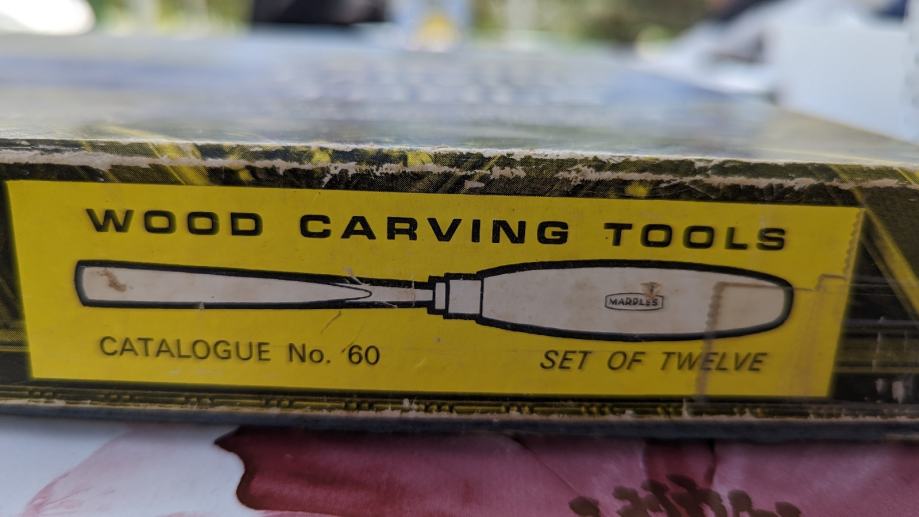 WOOD CARVING TOOLS
MARPLES
CATALOGUE No. 60
SET OF TWELVE